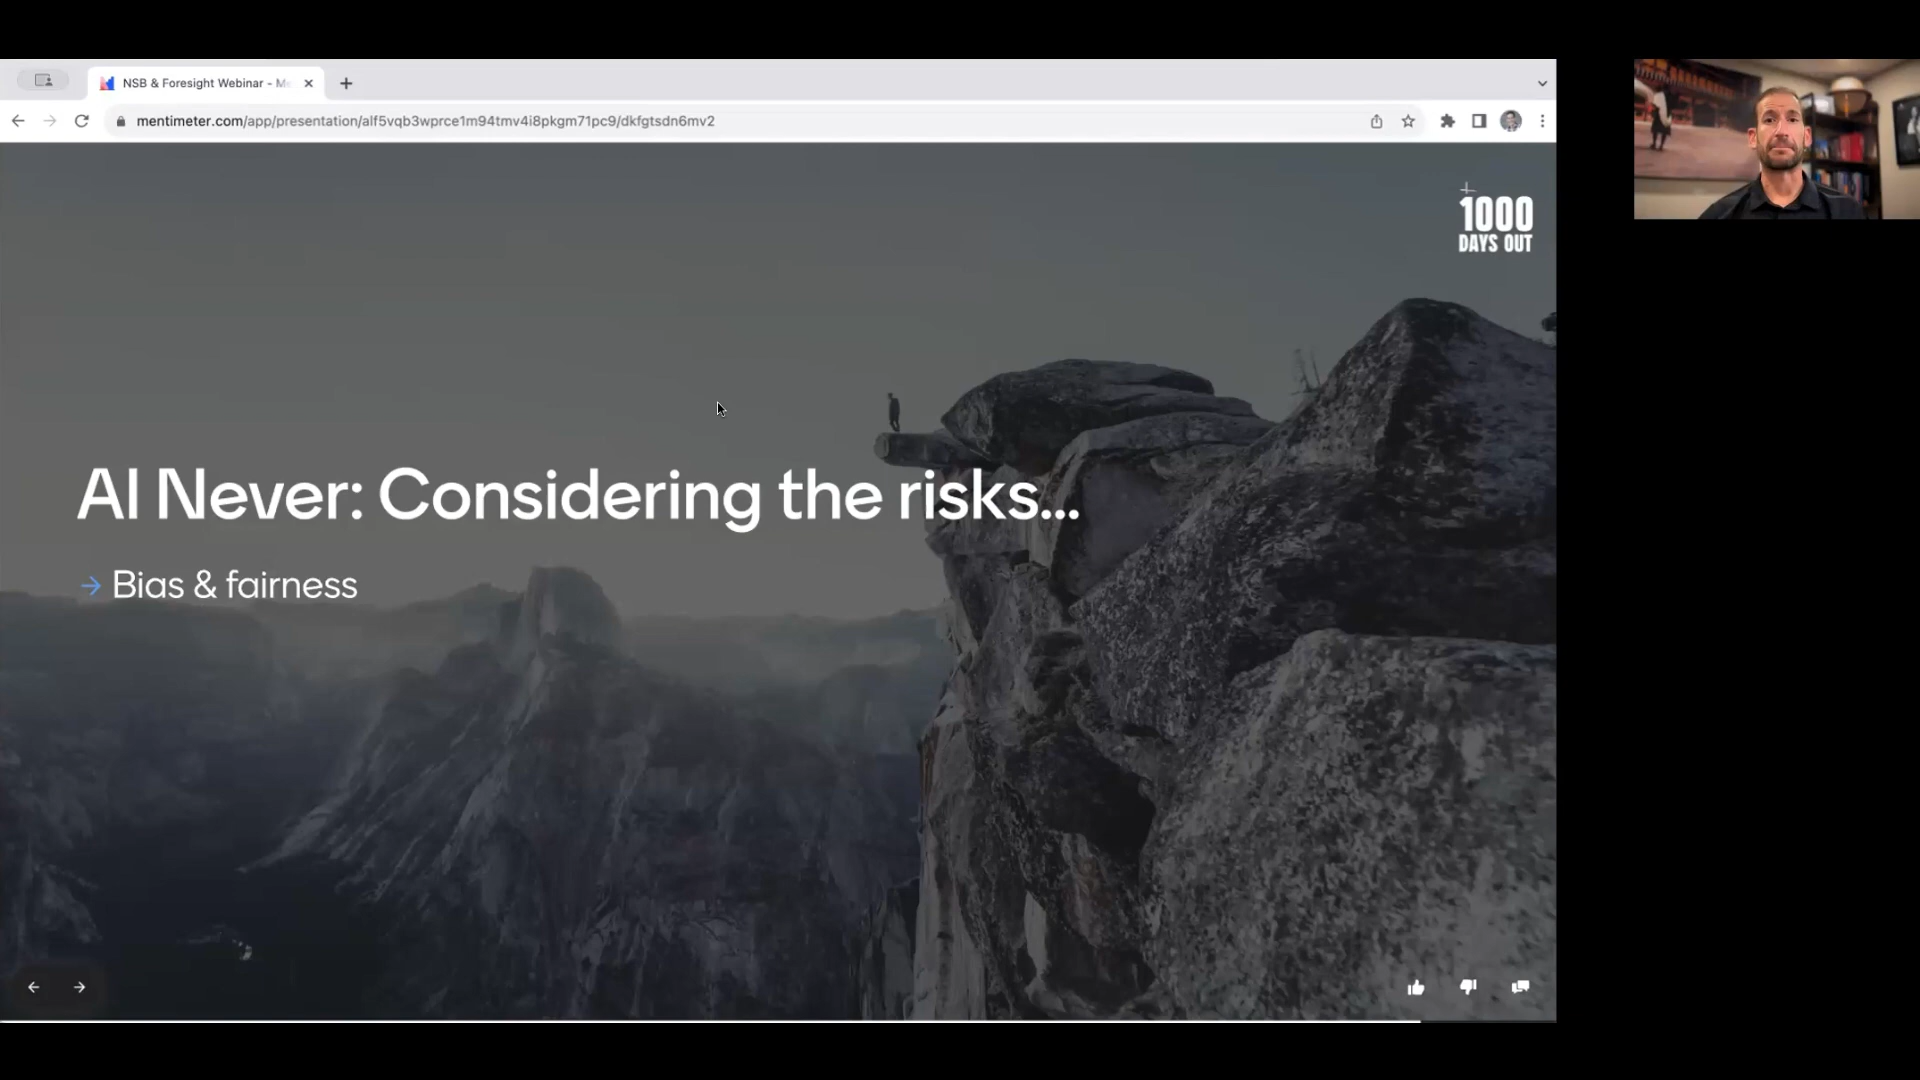 NSB & Foresight Webinar - Me
mentimeter.com/app/presentation/alf5vqb3wprce1m94tmv4i8pkgm71pc9/dkfgtsdn6mv2
1000
DAYS OUT
AI Never: Considering the risks...
→ Bias & fairness